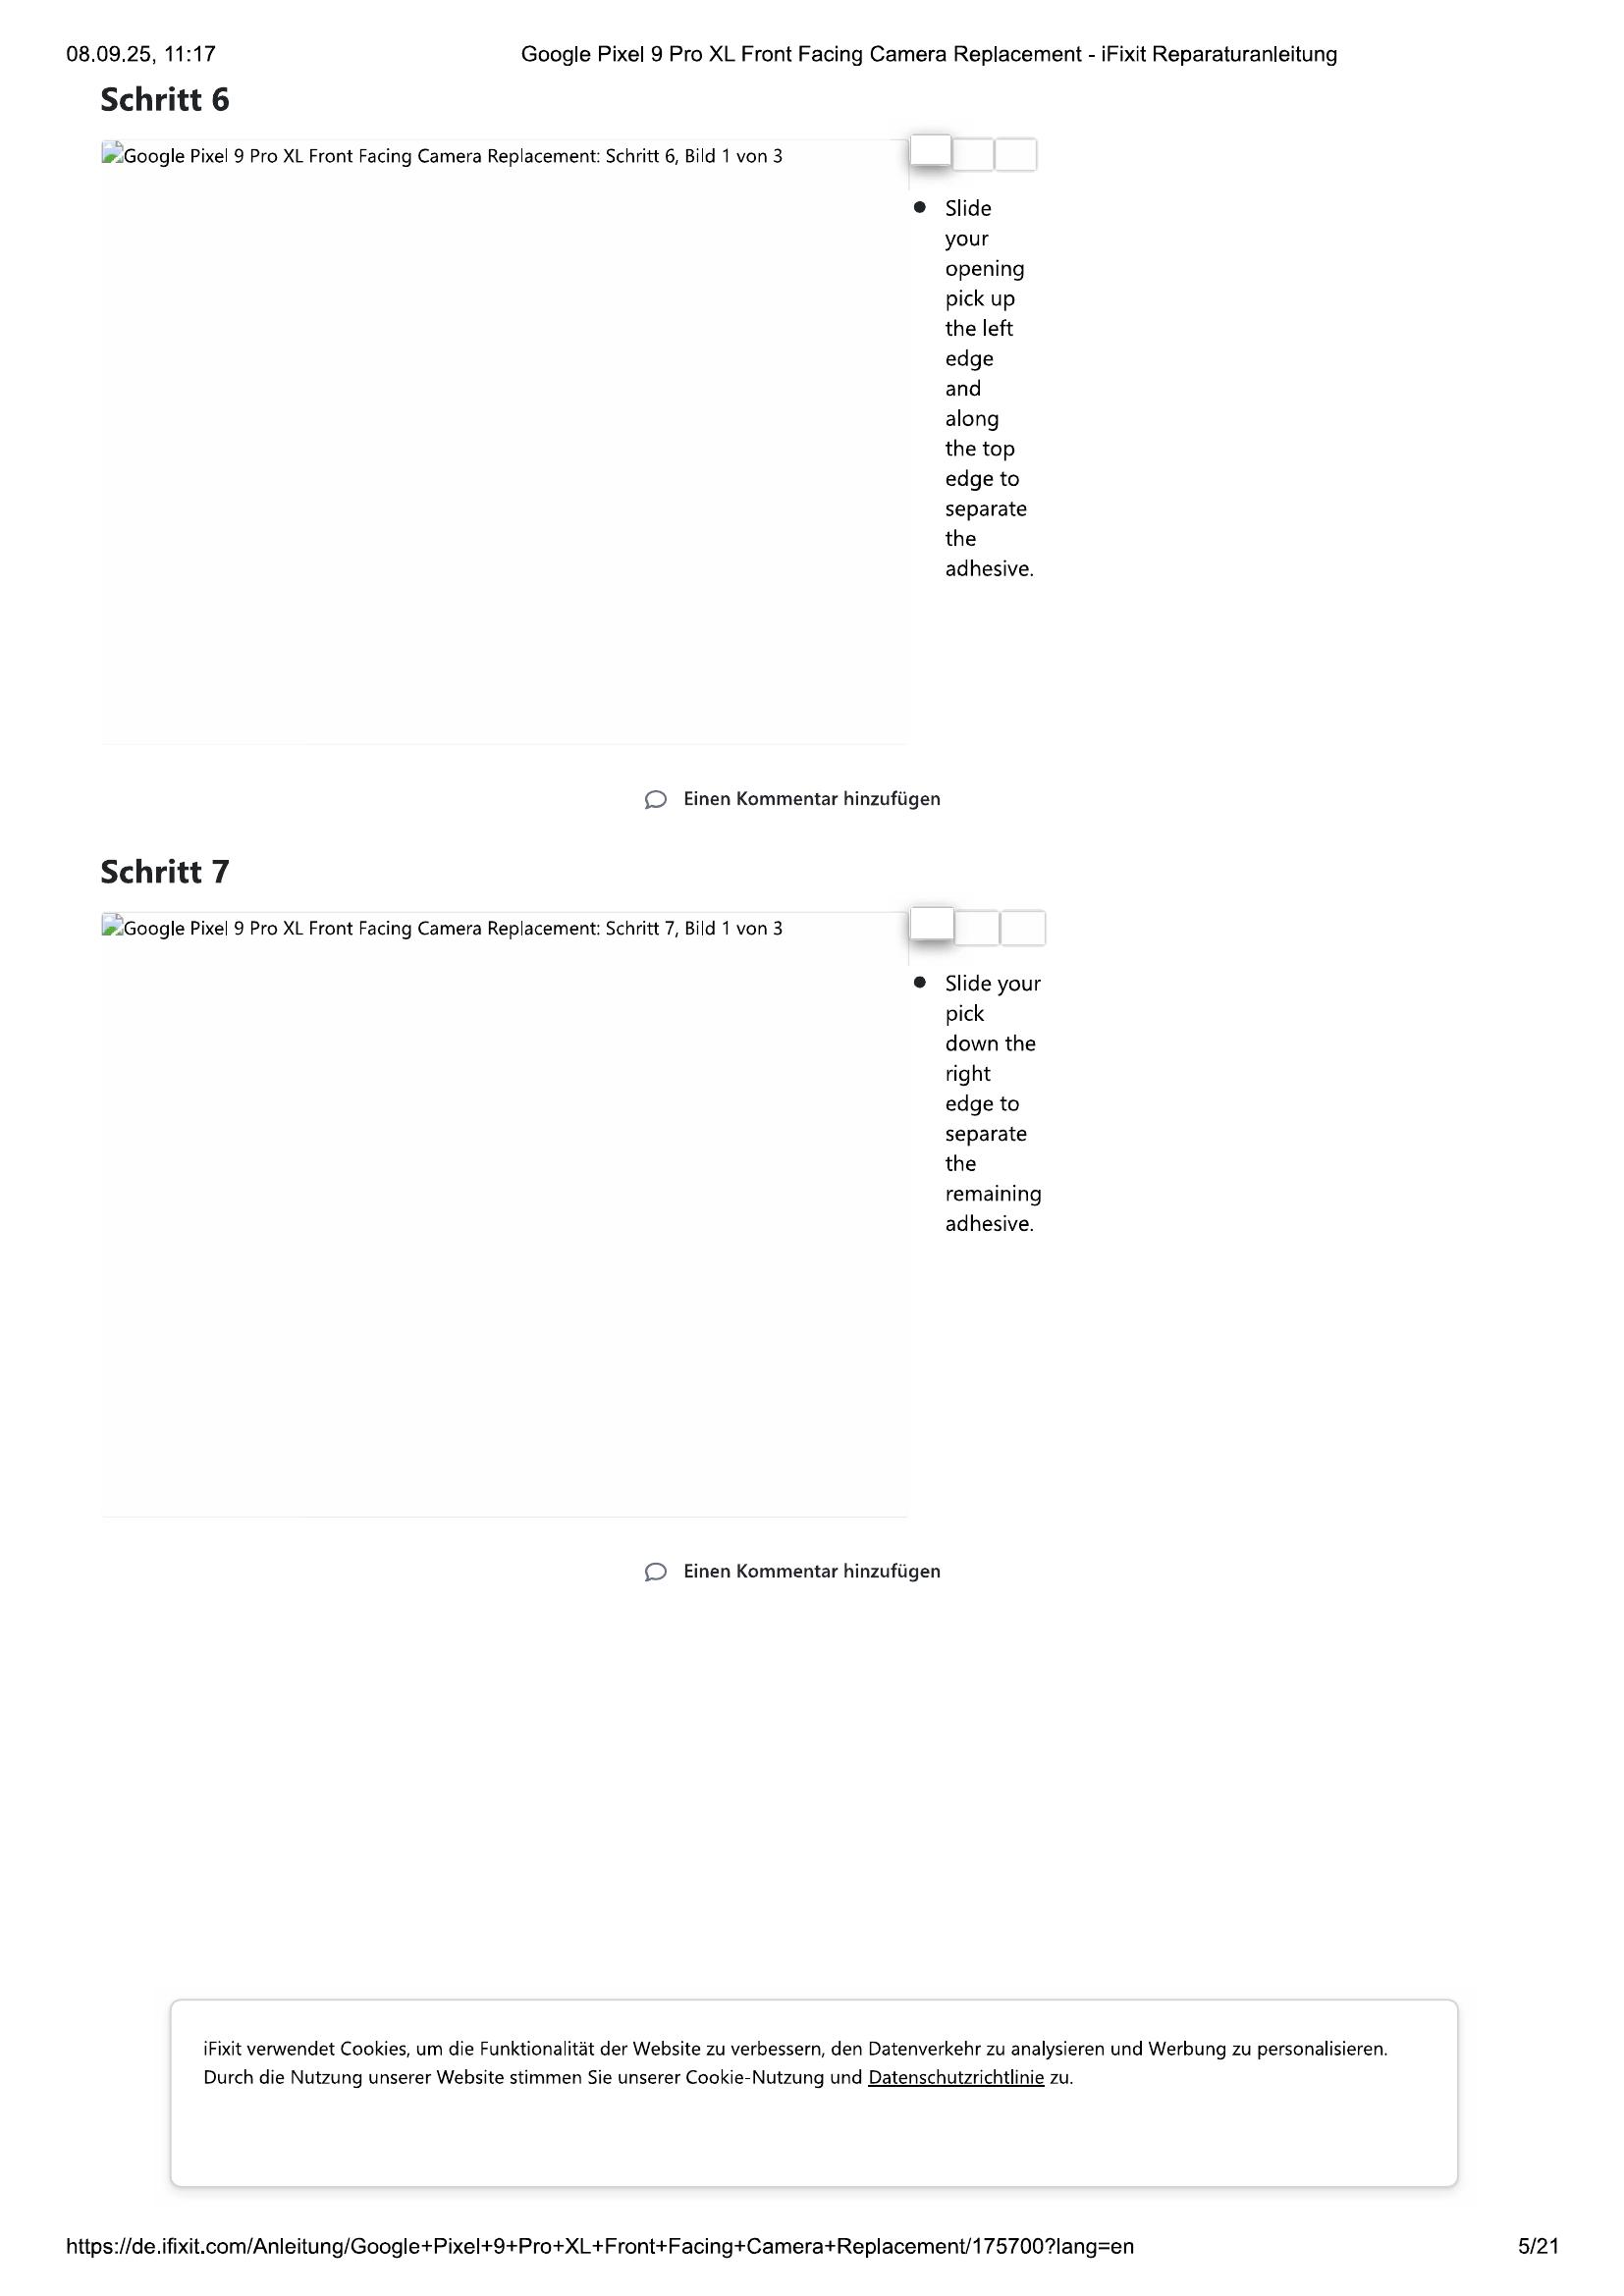 08.09.25, 11:17
Google Pixel 9 Pro XL Front Facing Camera Replacement - iFixit Reparaturanleitung
Schritt 6
Google Pixel 9 Pro XL Front Facing Camera Replacement: Schritt 6, Bild 1 von 3
Slide
your
opening
pick up
the left
edge
and
along
the top
edge to
separate
the
adhesive.
Einen Kommentar hinzufügen
Schritt 7
Google Pixel 9 Pro XL Front Facing Camera Replacement: Schritt 7, Bild 1 von 3
Slide your
pick
down the
right
edge to
separate
the
remaining
adhesive.
Einen Kommentar hinzufügen
iFixit verwendet Cookies, um die Funktionalität der Website zu verbessern, den Datenverkehr zu analysieren und Werbung zu personalisieren.
Durch die Nutzung unserer Website stimmen Sie unserer Cookie-Nutzung und Datenschutzrichtlinie zu.
https://de.ifixit.com/Anleitung/Google+Pixel+9+Pro+XL+Front+Facing+Camera+Replacement/175700?lang=en
5/21